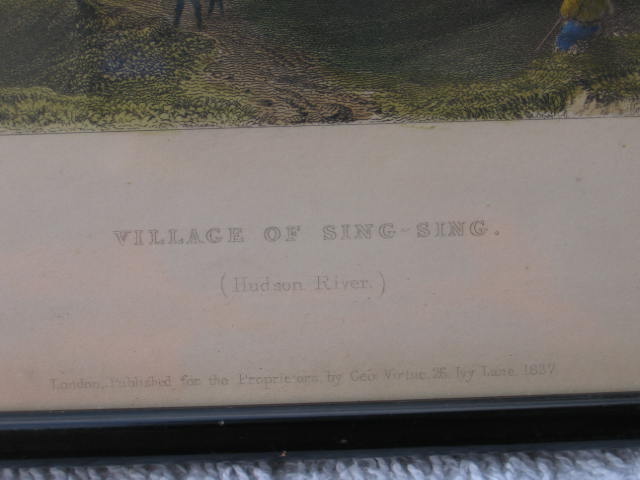 VILLAGE OF SING-SING.
(Hudson River.)
London, Published for the Proprietors, by Geo. Virtue. 26, Ivy Lane. 1837